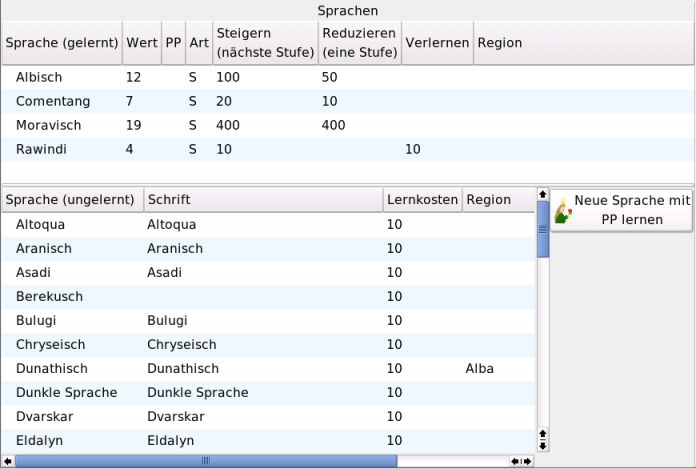 Sprachen
Sprache (gelernt) Wert PP Art Steigern (nächste Stufe) Reduzieren (eine Stufe) Verlernen Region
Albisch 12 S 100 50
Comentang 7 S 20 10
Moravisch 19 S 400 400
Rawindi 4 S 10 10
Sprache (ungelernt) Schrift Lernkosten Region
Altoqua Altoqua 10
Aranisch Aranisch 10
Asadi Asadi 10
Berekusch 10
Bulugi Bulugi 10
Chryseisch Chryseisch 10
Dunathisch Dunathisch 10 Alba
Dunkle Sprache Dunkle Sprache 10
Dvarskar Dvarskar 10
Eldalyn Eldalyn 10
Neue Sprache mit
PP lernen